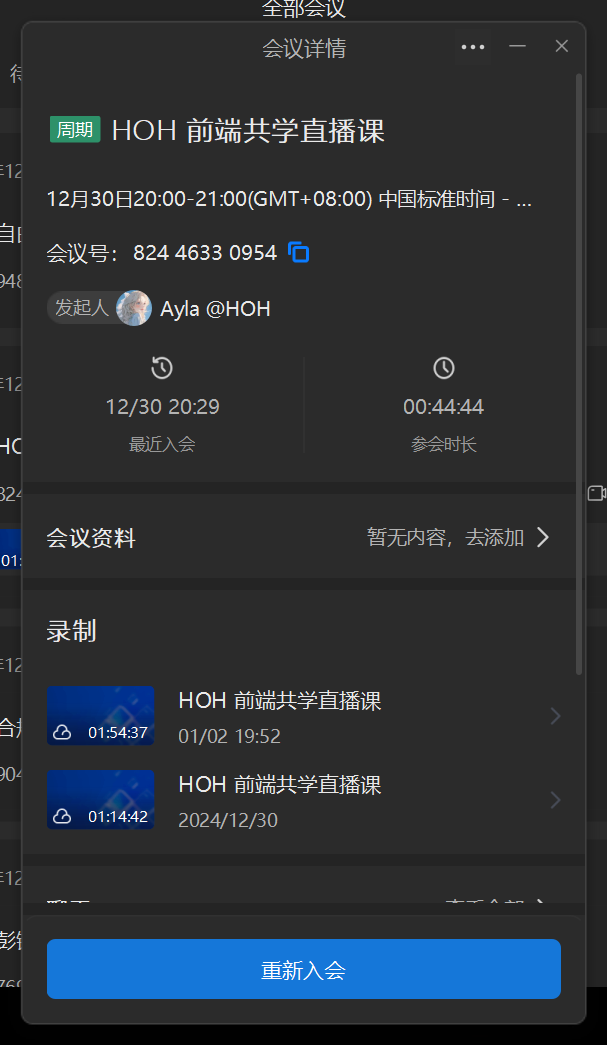 全部会议
会议详情
周期 HOH 前端共学直播课
12月30日20:00-21:00(GMT+08:00) 中国标准时间 - ...
会议号： 824 4633 0954
发起人 Ayla @HOH
12/30 20:29
最近入会
00:44:44
参会时长
会议资料
暂无内容，去添加
录制
HOH 前端共学直播课
01:54:37
01/02 19:52
HOH 前端共学直播课
01:14:42
2024/12/30
重新入会